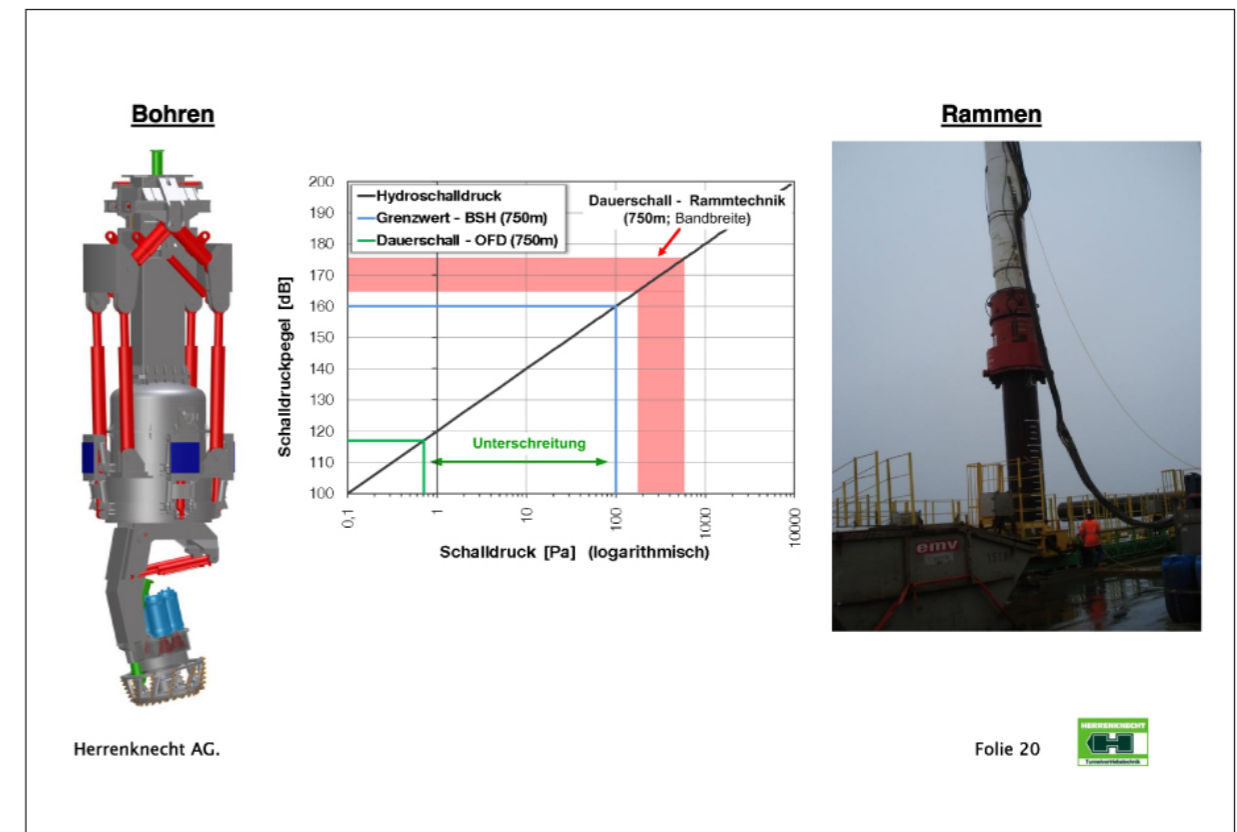 Bohren
Rammen
200
190
180
170
160
150
140
130
120
110
100
Schalldruckpegel [dB]
Hydroschalldruck
Grenzwert - BSH (750m)
Dauerschall - OFD (750m)
Dauerschall - Rammtechnik
(750m; Bandbreite)
Unterschreitung
0,1
1
10
100
1000
10000
Schalldruck [Pa] (logarithmisch)
emv
Herrenknecht AG.
Folie 20
HERRENKNECHT
Tunnelvortriebstechnik